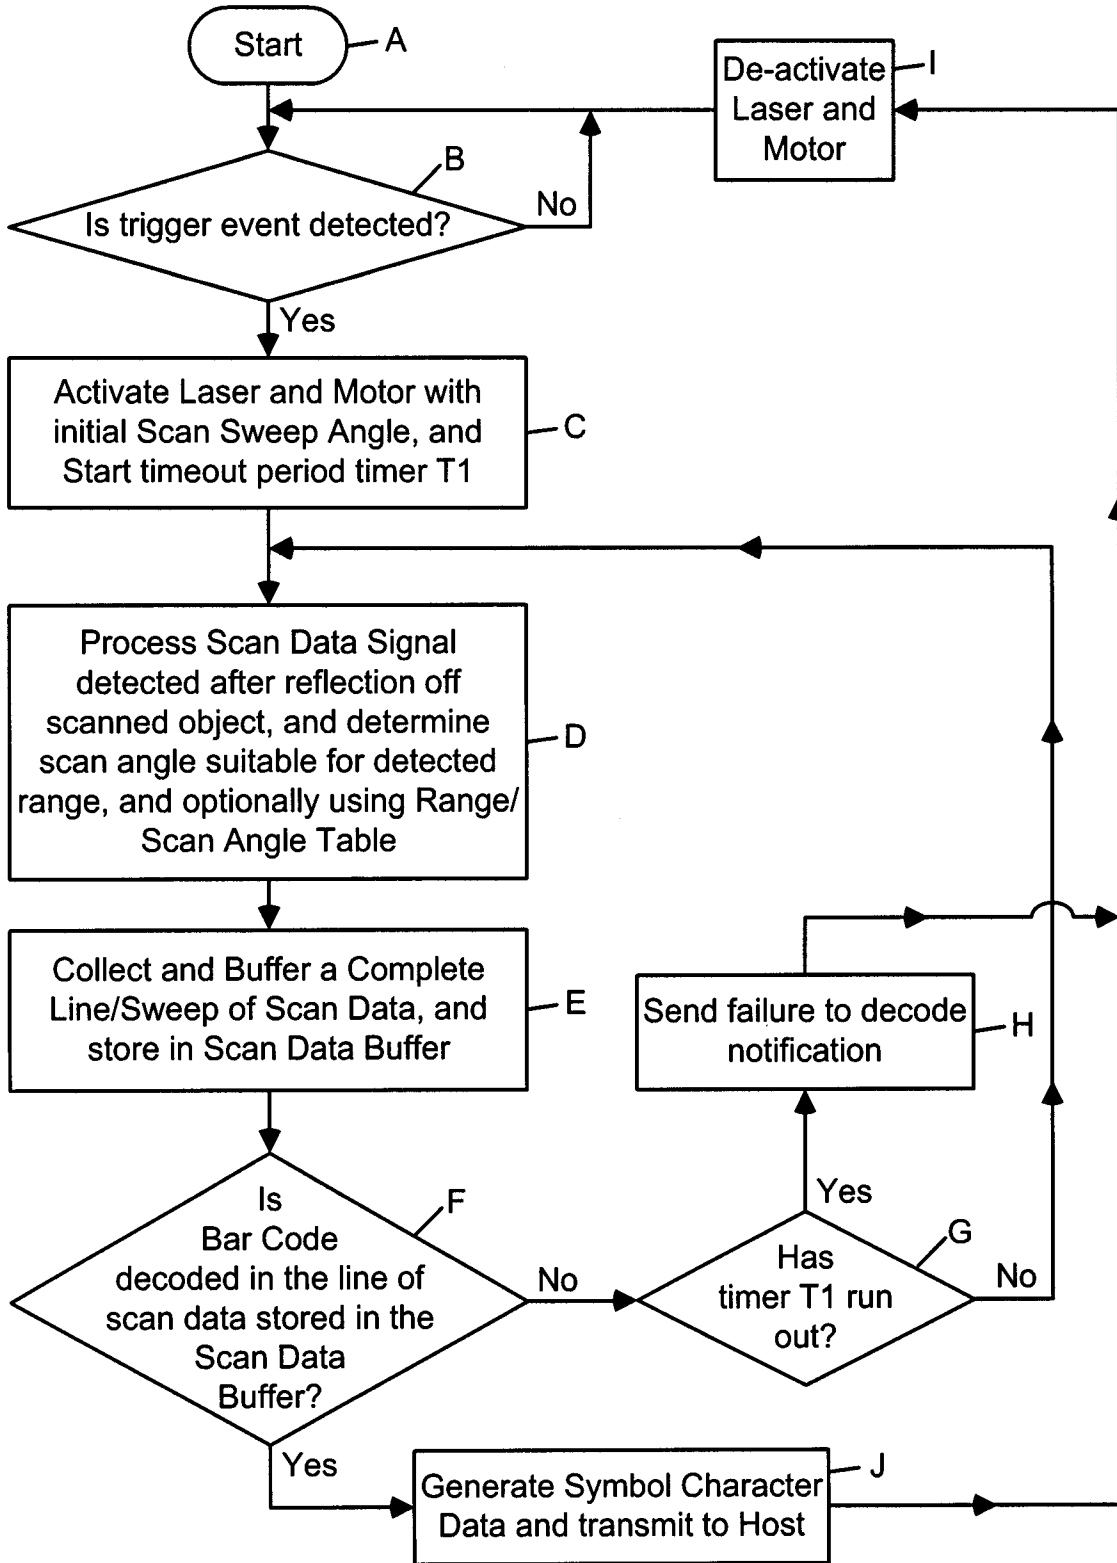 Start
A
De-activate
Laser and
Motor
I
Is trigger event detected?
B
No
Yes
Activate Laser and Motor with
initial Scan Sweep Angle, and
Start timeout period timer T1
C
Process Scan Data Signal
detected after reflection off
scanned object, and determine
scan angle suitable for detected
range, and optionally using Range/
Scan Angle Table
D
Collect and Buffer a Complete
Line/Sweep of Scan Data, and
store in Scan Data Buffer
E
Send failure to decode
notification
H
Is
Bar Code
decoded in the line of
scan data stored in the
Scan Data
Buffer?
F
No
Yes
Has
timer T1 run
out?
G
Yes
No
Generate Symbol Character
Data and transmit to Host
J